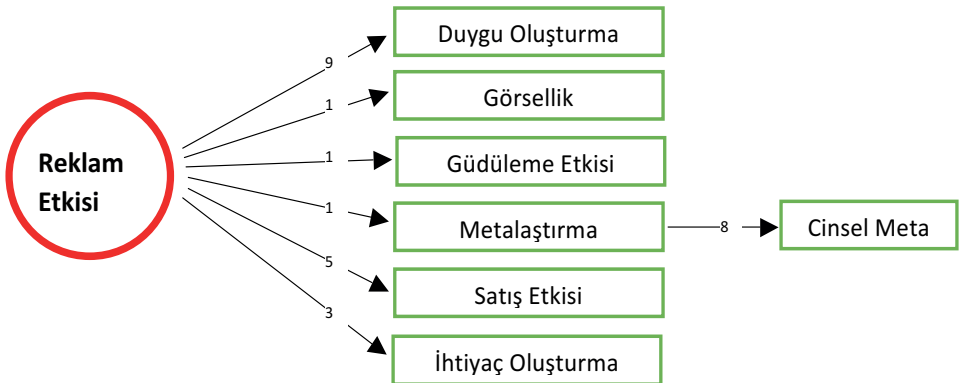 Reklam
Etkisi
9
Duygu Oluşturma
1
Görsellik
1
Güdüleme Etkisi
1
Metalaştırma
8
Cinsel Meta
5
Satış Etkisi
3
İhtiyaç Oluşturma